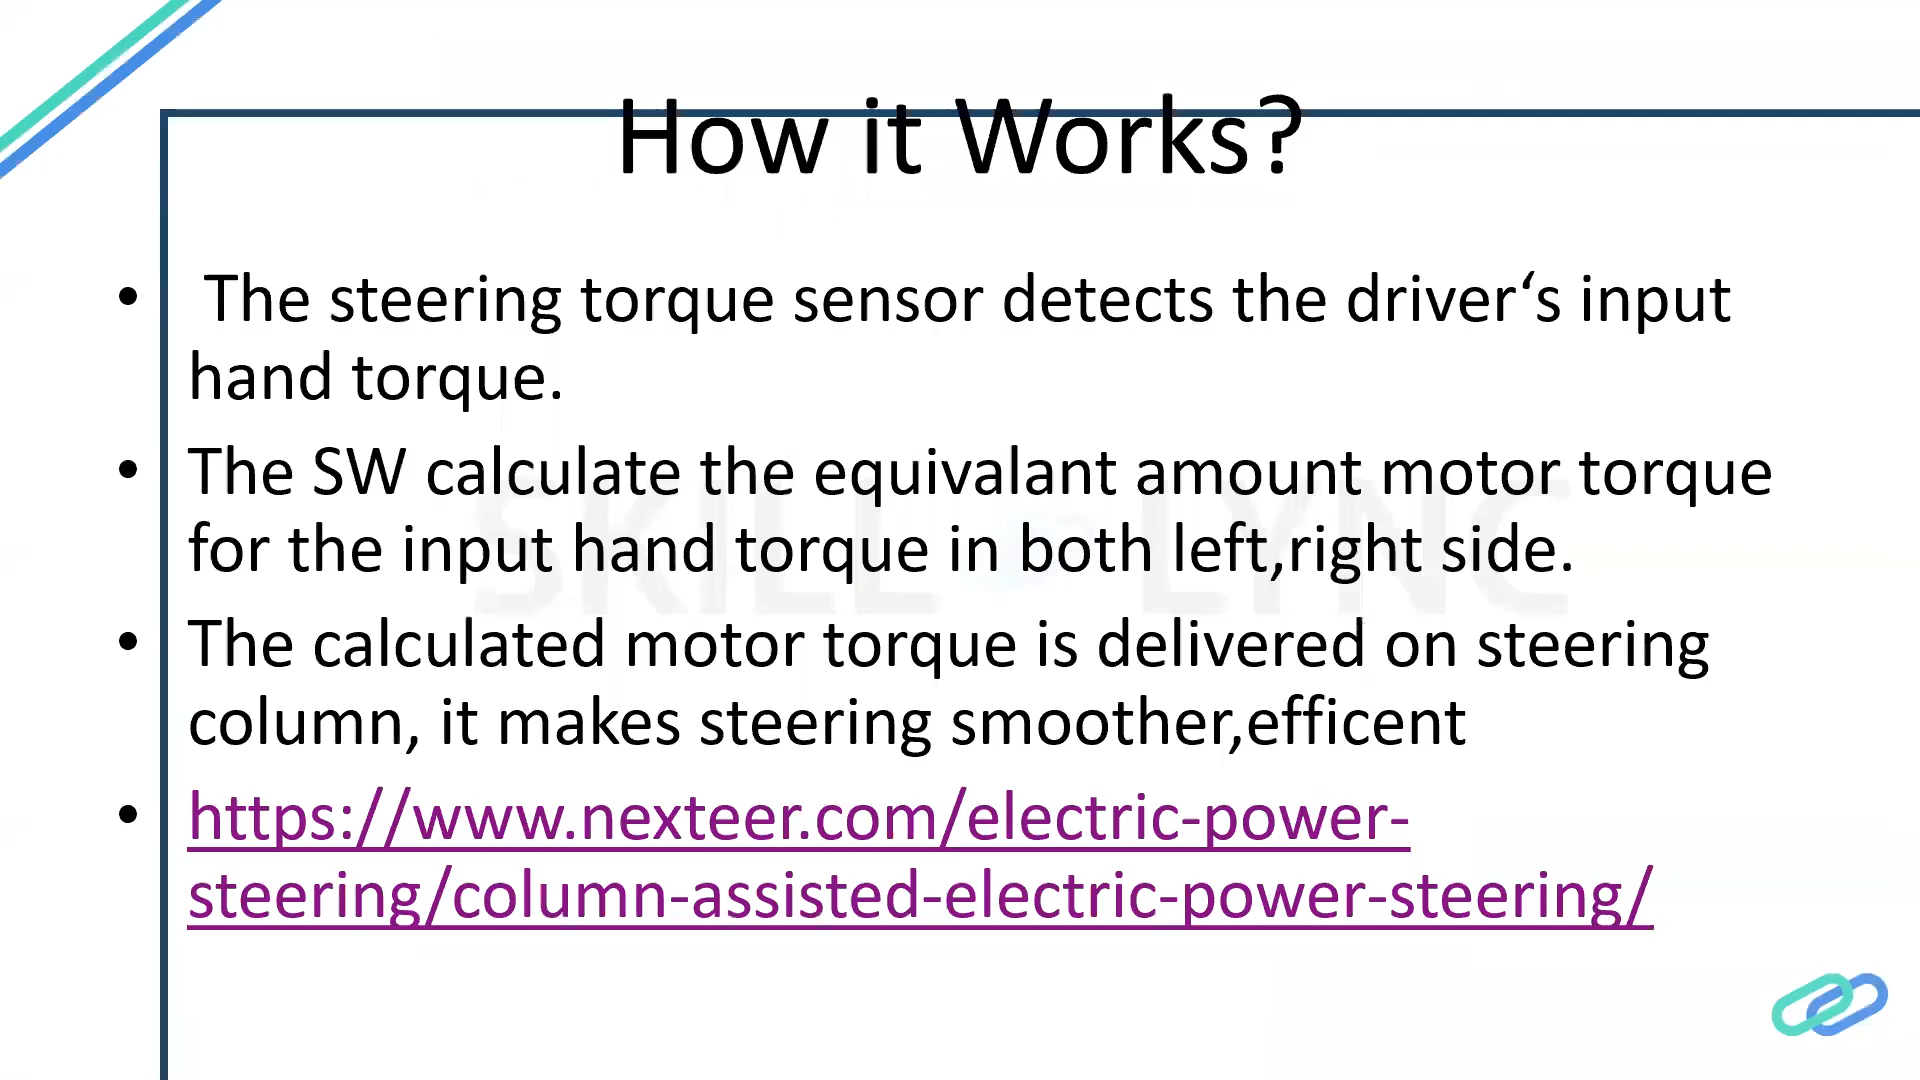 How it Works?
• The steering torque sensor detects the driver‘s input
hand torque.
• The SW calculate the equivalant amount motor torque
for the input hand torque in both left,right side.
• The calculated motor torque is delivered on steering
column, it makes steering smoother,efficent
• https://www.nexteer.com/electric-power-
steering/column-assisted-electric-power-steering/
SKILL LYNC